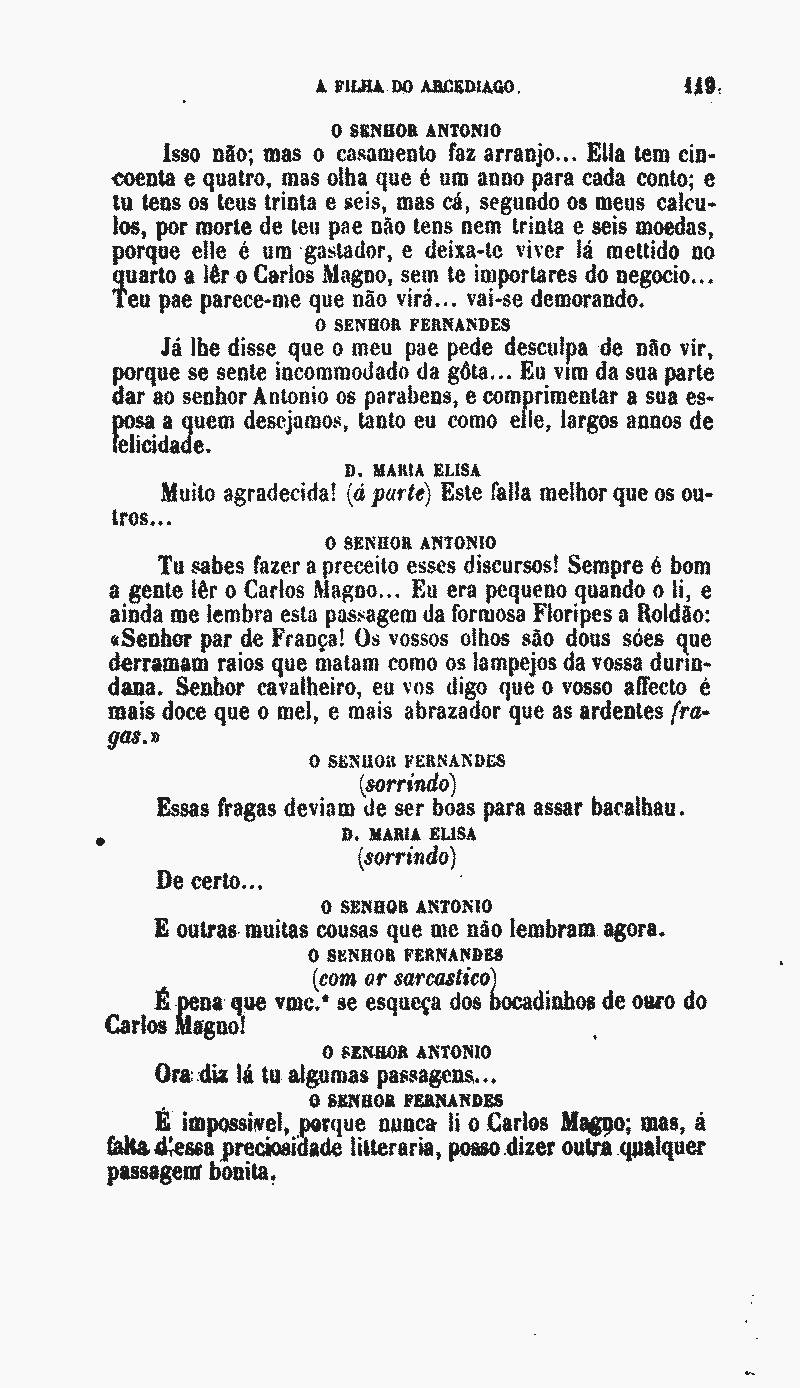 A FILHA DO ARCEDIAGO. 119
O SENHOR ANTONIO
Isso não; mas o casamento faz arranjo... Ella tem cin-
coenta e quatro, mas olha que é um anno para cada conto; e
tu tens os teus trinta e seis, mas cá, segundo os meus calcu-
los, por morte de teu pae não tens nem trinta e seis moedas,
porque elle é um gastador, e deixa-te viver lá mettido no
quarto a lêr o Carlos Magno, sem te importares do negocio...
Teu pae parece-me que não virá... vai-se demorando.
O SENHOR FERNANDES
Já lhe disse que o meu pae pede desculpa de não vir,
porque se sente incommodado da gôta... Eu vim da sua parte
dar ao senhor Antonio os parabens, e comprimentar a sua es-
posa a quem desejamos, tanto eu como elle, largos annos de
felicidade.
D. MARIA ELISA
Muito agradecida! (á parte) Este falla melhor que os ou-
tros...
O SENHOR ANTONIO
Tu sabes fazer a preceito esses discursos! Sempre é bom
a gente lêr o Carlos Magno... Eu era pequeno quando o li, e
ainda me lembra esta passagem da formosa Floripes a Roldão:
«Senhor par de França! Os vossos olhos são dous sóes que
derramam raios que matam como os lampejos da vossa durin-
dana. Senhor cavalheiro, eu vos digo que o vosso affecto é
mais doce que o mel, e mais abrazador que as ardentes fra-
gas.»
O SENHOR FERNANDES
(sorrindo)
Essas fragas deviam de ser boas para assar bacalhau.
D. MARIA ELISA
(sorrindo)
De certo...
O SENHOR ANTONIO
E outras muitas cousas que me não lembram agora.
O SENHOR FERNANDES
(com ar sarcastico)
É pena que vmc.ª se esqueça dos bocadinhos de ouro do
Carlos Magno!
O SENHOR ANTONIO
Ora diz lá tu algumas passagens...
O SENHOR FERNANDES
É impossivel, porque nunca li o Carlos Magno; mas, á
falta d'essa preciosidade litteraria, posso dizer outra qualquer
passagem bonita.